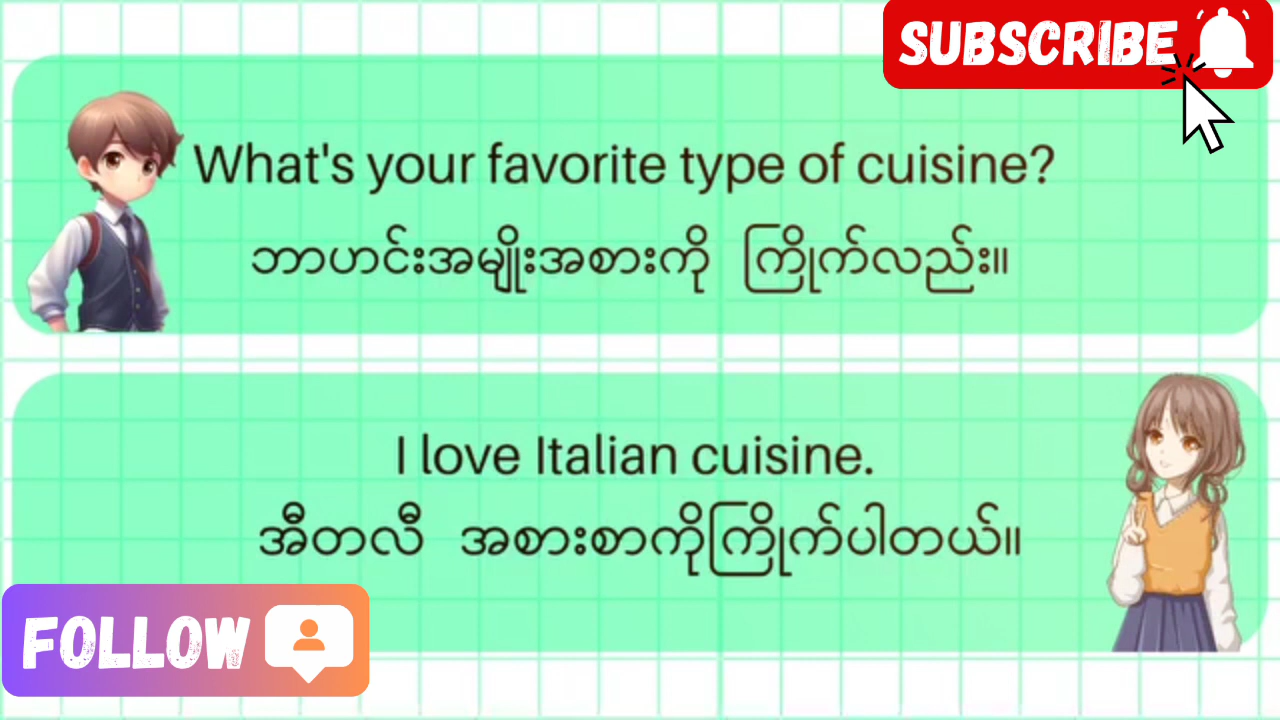 SUBSCRIBE
What's your favorite type of cuisine?
ဘာဟင်းအမျိုးအစားကို ကြိုက်လည်း။
I love Italian cuisine.
အီတလီ အစားစာကိုကြိုက်ပါတယ်။
FOLLOW